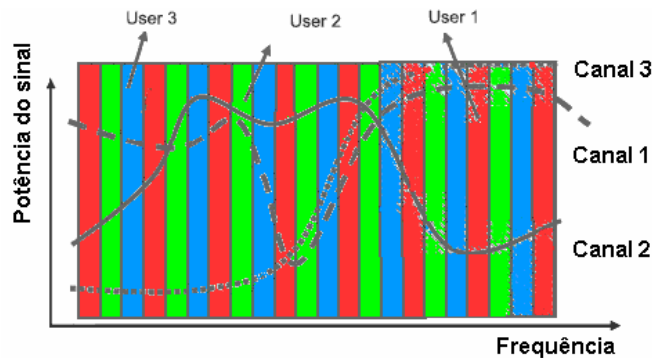 User 3
User 2
User 1
Potência do sinal
Canal 3
Canal 1
Canal 2
Frequência